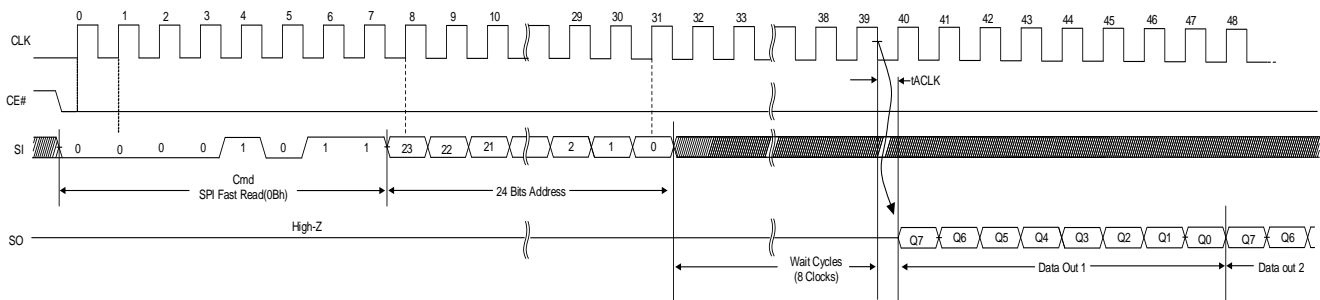 0 1 2 3 4 5 6 7 8 9 10 29 30 31 32 33 38 39 40 41 42 43 44 45 46 47 48
CLK
tACLK
CE#
SI 0 0 0 0 1 0 1 1 23 22 21 2 1 0
Cmd
SPI Fast Read(0Bh)
24 Bits Address
High-Z
SO Q7 Q6 Q5 Q4 Q3 Q2 Q1 Q0 Q7 Q6
Wait Cycles
(8 Clocks)
Data Out 1
Data out 2